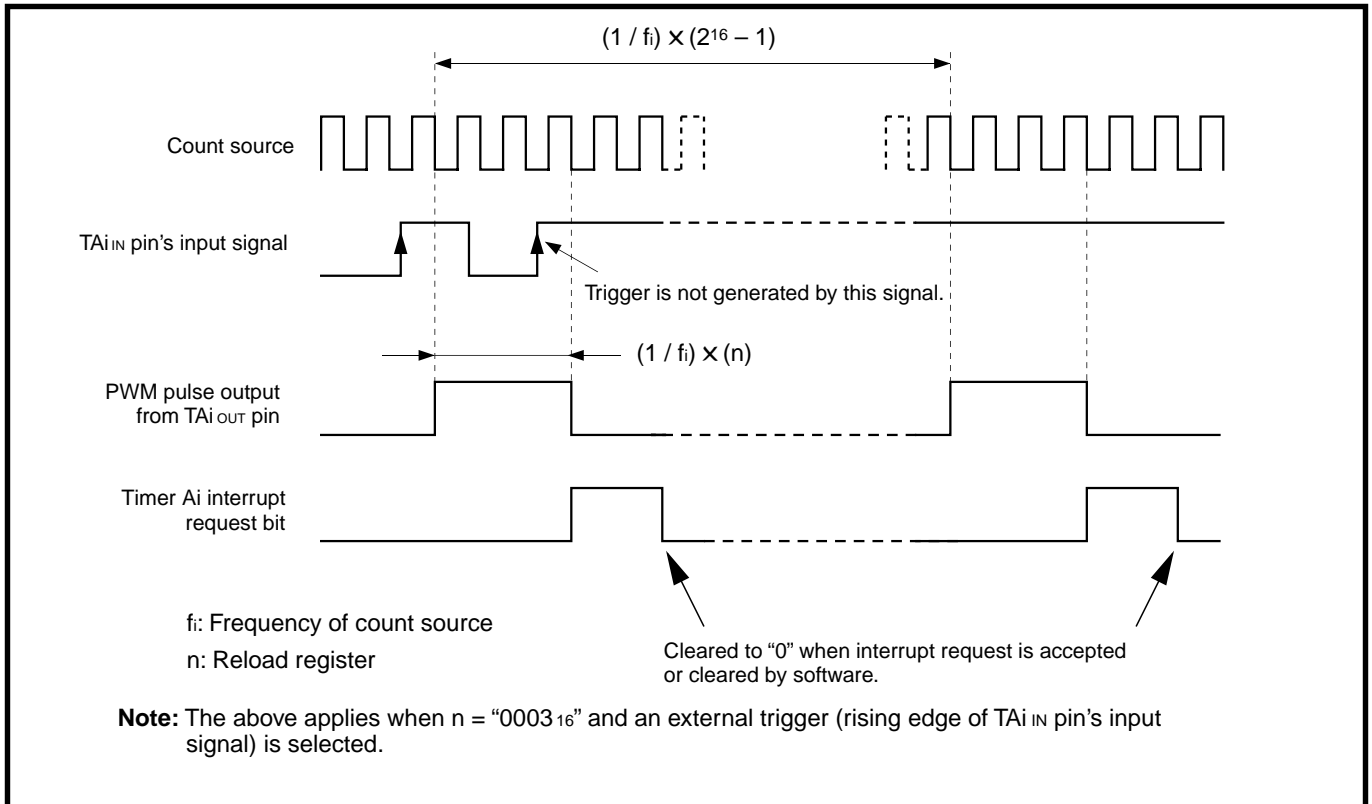 (1 / fi) × (2¹⁶ – 1)
Count source
TAiIN pin's input signal
Trigger is not generated by this signal.
(1 / fi) × (n)
PWM pulse output
from TAiOUT pin
Timer Ai interrupt
request bit
fi: Frequency of count source
n: Reload register
Cleared to “0” when interrupt request is accepted
or cleared by software.
Note: The above applies when n = “0003₁₆” and an external trigger (rising edge of TAiIN pin's input
signal) is selected.